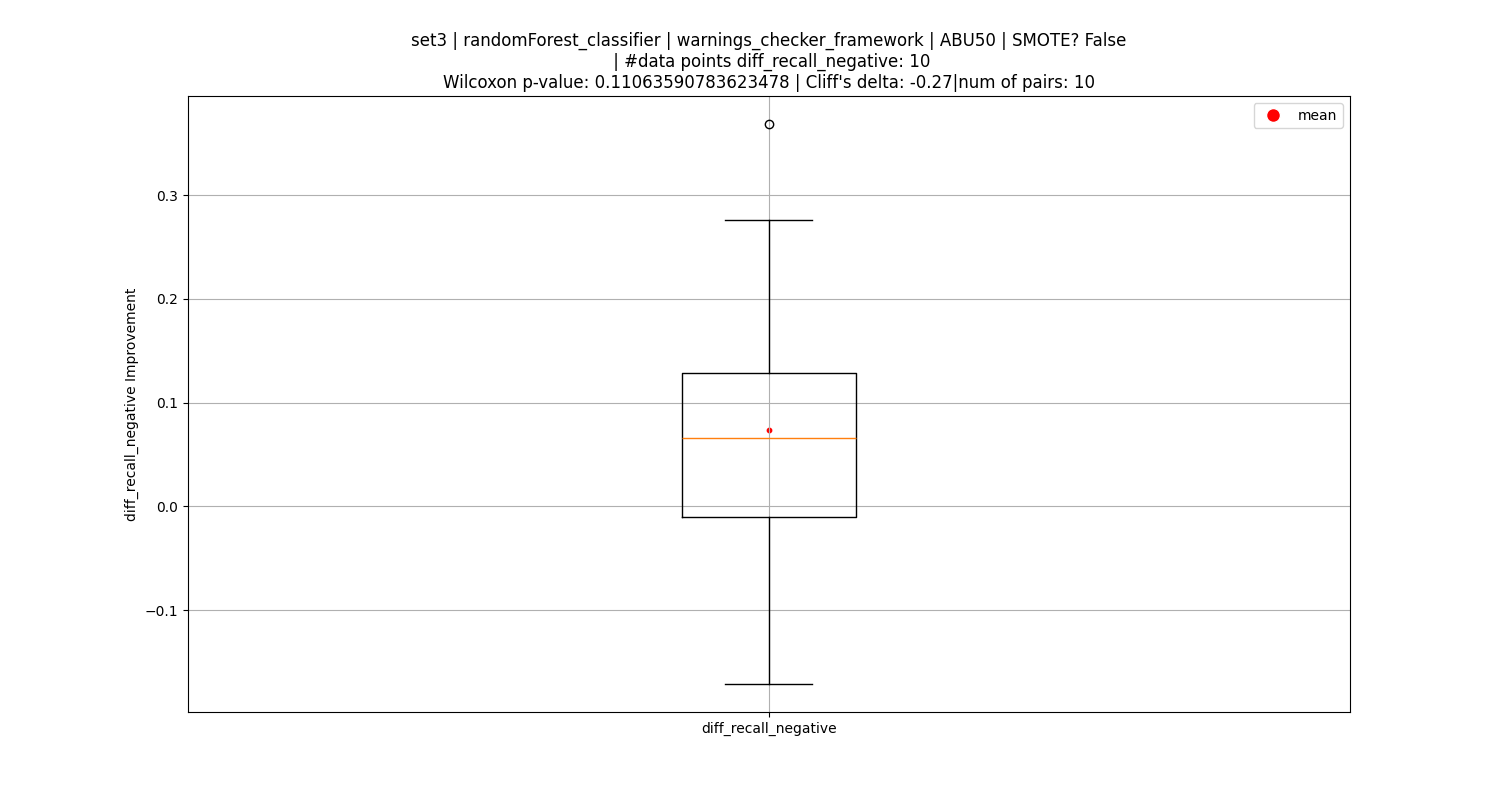 set3 | randomForest_classifier | warnings_checker_framework | ABU50 | SMOTE? False
| #data points diff_recall_negative: 10
Wilcoxon p-value: 0.11063590783623478 | Cliff's delta: -0.27|num of pairs: 10
mean
0.3
0.2
0.1
0.0
−0.1
diff_recall_negative Improvement
diff_recall_negative